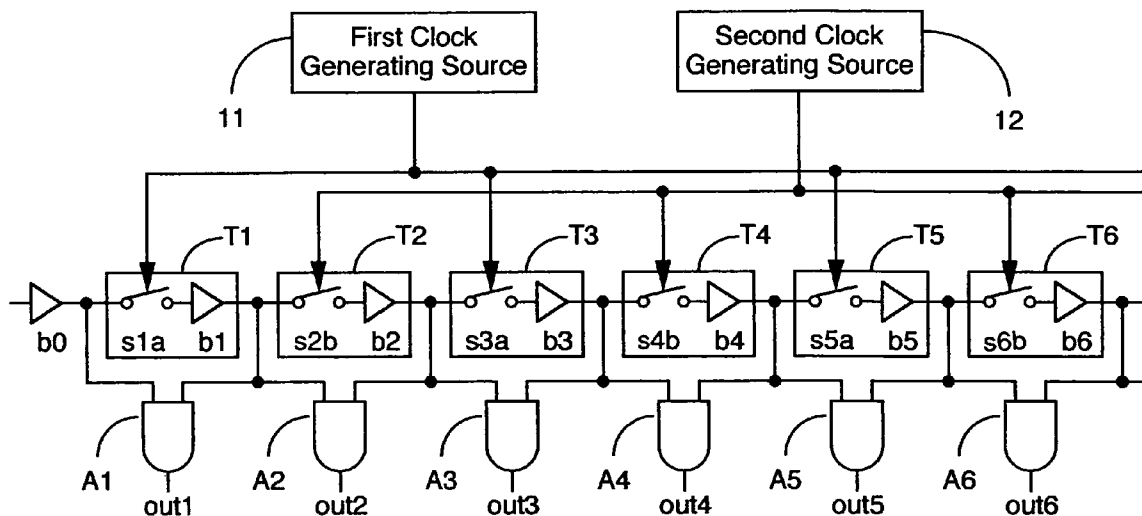 First Clock
Generating Source
Second Clock
Generating Source
11
12
T1
T2
T3
T4
T5
T6
b0
s1a b1
s2b b2
s3a b3
s4b b4
s5a b5
s6b b6
A1
A2
A3
A4
A5
A6
out1
out2
out3
out4
out5
out6